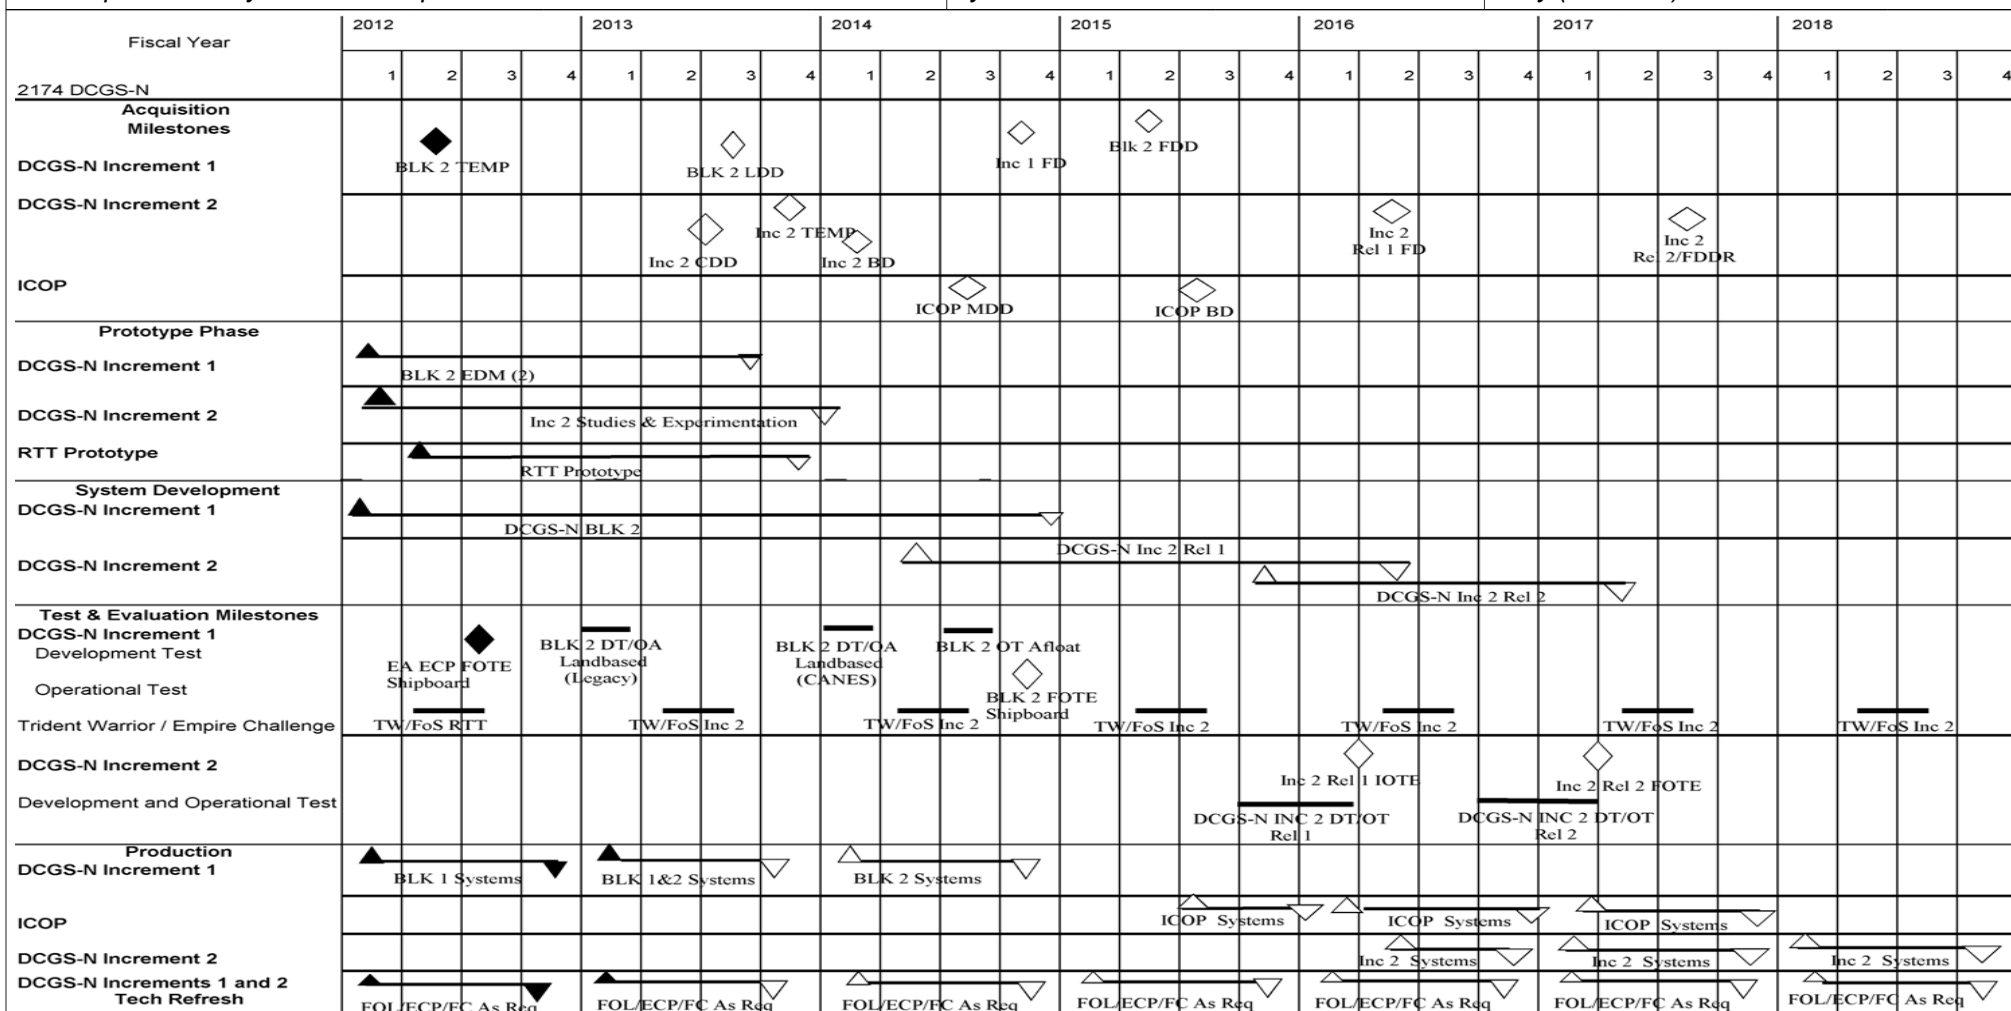 2012 2013 2014 2015 2016 2017 2018
Fiscal Year
1 2 3 4 1 2 3 4 1 2 3 4 1 2 3 4 1 2 3 4 1 2 3 4 1 2 3 4
2174 DCGS-N
Acquisition
Milestones
DCGS-N Increment 1
BLK 2 TEMP
BLK 2 LDD
Inc 1 FD
Blk 2 FDD
DCGS-N Increment 2
Inc 2 CDD
Inc 2 TEMP
Inc 2 BD
Inc 2
Rel 1 FD
Inc 2
Rel 2/FDDR
ICOP
ICOP MDD
ICOP BD
Prototype Phase
DCGS-N Increment 1
BLK 2 EDM (2)
DCGS-N Increment 2
Inc 2 Studies & Experimentation
RTT Prototype
RTT Prototype
System Development
DCGS-N Increment 1
DCGS-N BLK 2
DCGS-N Increment 2
DCGS-N Inc 2 Rel 1
DCGS-N Inc 2 Rel 2
Test & Evaluation Milestones
DCGS-N Increment 1
Development Test
EA ECP FOTE
Shipboard
BLK 2 DT/OA
Landbased
(Legacy)
BLK 2 DT/OA
Landbased
(CANES)
BLK 2 OT Afloat
Operational Test
BLK 2 FOTE
Shipboard
Trident Warrior / Empire Challenge
TW/FoS RTT
TW/FoS Inc 2
TW/FoS Inc 2
TW/FoS Inc 2
TW/FoS Inc 2
TW/FoS Inc 2
TW/FoS Inc 2
DCGS-N Increment 2
Inc 2 Rel 1 IOTE
Inc 2 Rel 2 FOTE
Development and Operational Test
DCGS-N INC 2 DT/OT
Rel 1
DCGS-N INC 2 DT/OT
Rel 2
Production
DCGS-N Increment 1
BLK 1 Systems
BLK 1&2 Systems
BLK 2 Systems
ICOP
ICOP Systems
ICOP Systems
ICOP Systems
DCGS-N Increment 2
Inc 2 Systems
Inc 2 Systems
Inc 2 Systems
DCGS-N Increments 1 and 2
Tech Refresh
FOL/ECP/FC As Req
FOL/ECP/FC As Req
FOL/ECP/FC As Req
FOL/ECP/FC As Req
FOL/ECP/FC As Req
FOL/ECP/FC As Req
FOL/ECP/FC As Req